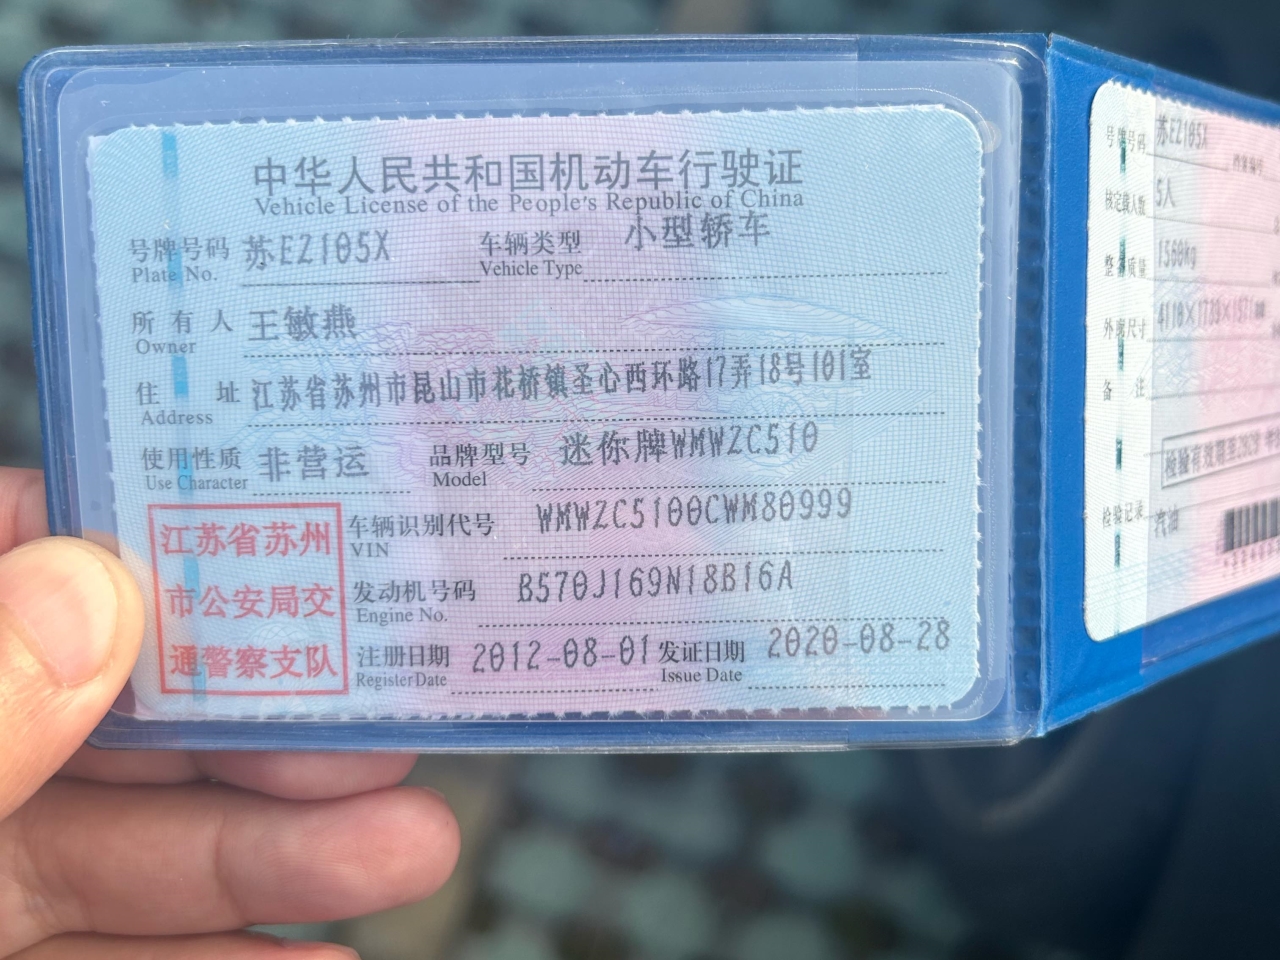 中华人民共和国机动车行驶证
Vehicle License of the People's Republic of China
号牌号码 苏EZ105X 车辆类型 小型轿车
Plate No. Vehicle Type
所有人 王敏燕
Owner
住址 江苏省苏州市昆山市花桥镇圣心西环路17弄18号101室
Address
使用性质 非营运 品牌型号 迷你牌WMWZC510
Use Character Model
江苏省苏州
市公安局交
通警察支队
车辆识别代号 WMWZC5100CWM80999
VIN
发动机号码 B570J169N18B16A
Engine No.
注册日期 2012-08-01 发证日期 2020-08-28
Register Date Issue Date
号牌号码 苏EZ105X
核定载人数 5人
整备质量 1560kg
外廓尺寸
备注
检验记录
汽油